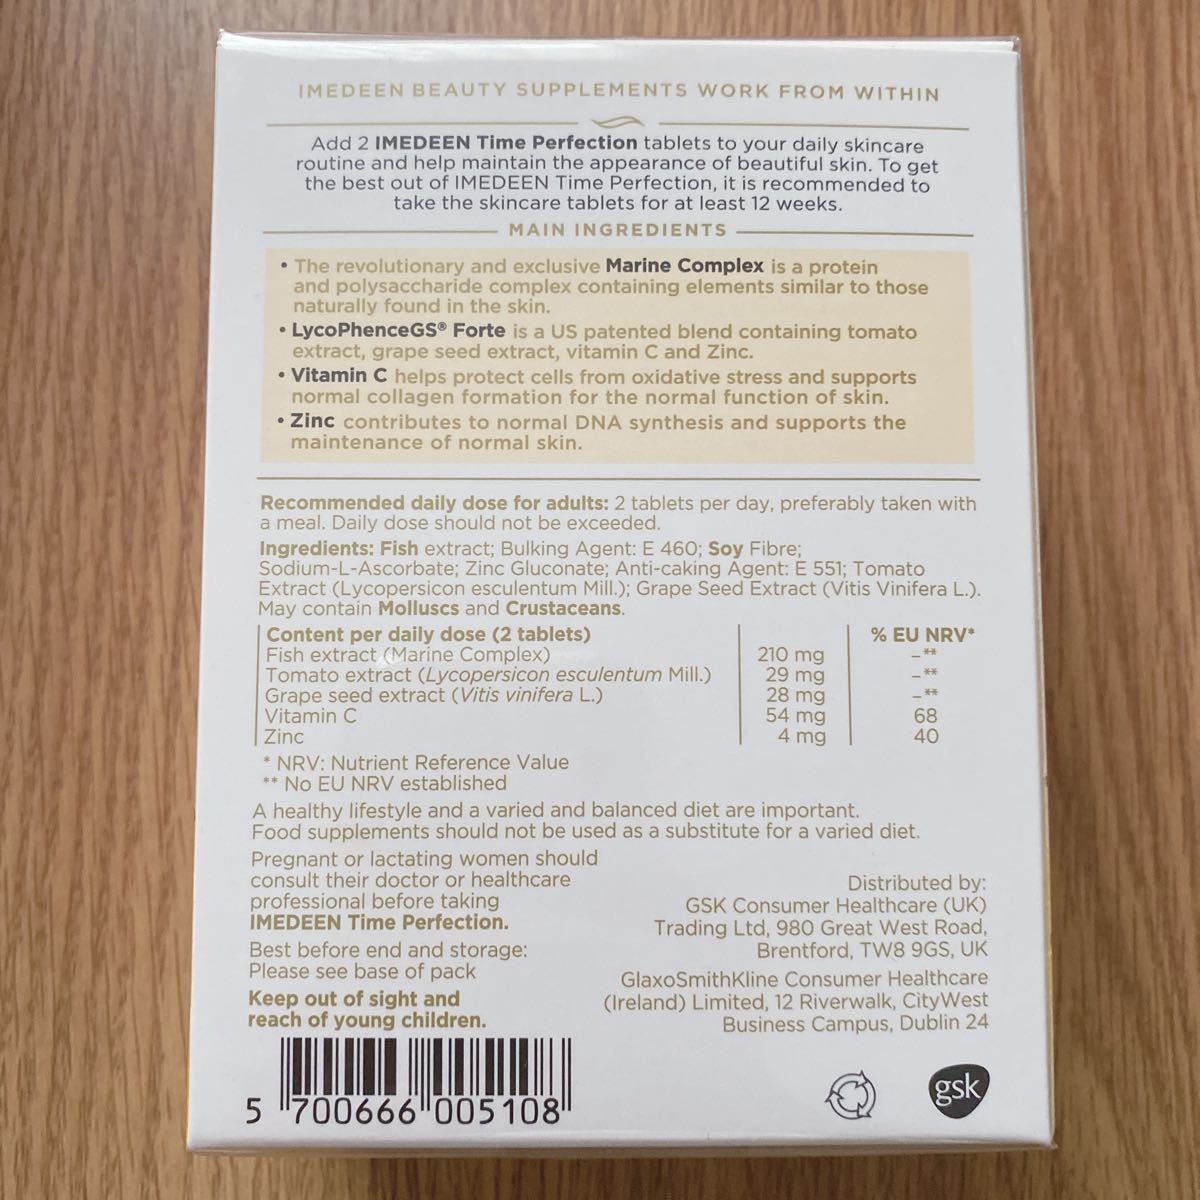 IMEDEEN BEAUTY SUPPLEMENTS WORK FROM WITHIN
Add 2 IMEDEEN Time Perfection tablets to your daily skincare
routine and help maintain the appearance of beautiful skin. To get
the best out of IMEDEEN Time Perfection, it is recommended to
take the skincare tablets for at least 12 weeks.
MAIN INGREDIENTS
• The revolutionary and exclusive Marine Complex is a protein
and polysaccharide complex containing elements similar to those
naturally found in the skin.
• LycoPhenceGS® Forte is a US patented blend containing tomato
extract, grape seed extract, vitamin C and Zinc.
• Vitamin C helps protect cells from oxidative stress and supports
normal collagen formation for the normal function of skin.
• Zinc contributes to normal DNA synthesis and supports the
maintenance of normal skin.
Recommended daily dose for adults: 2 tablets per day, preferably taken with
a meal. Daily dose should not be exceeded.
Ingredients: Fish extract; Bulking Agent: E 460; Soy Fibre;
Sodium-L-Ascorbate; Zinc Gluconate; Anti-caking Agent: E 551; Tomato
Extract (Lycopersicon esculentum Mill.); Grape Seed Extract (Vitis Vinifera L.).
May contain Molluscs and Crustaceans.
Content per daily dose (2 tablets) % EU NRV*
Fish extract (Marine Complex) 210 mg –**
Tomato extract (Lycopersicon esculentum Mill.) 29 mg –**
Grape seed extract (Vitis vinifera L.) 28 mg –**
Vitamin C 54 mg 68
Zinc 4 mg 40
* NRV: Nutrient Reference Value
** No EU NRV established
A healthy lifestyle and a varied and balanced diet are important.
Food supplements should not be used as a substitute for a varied diet.
Pregnant or lactating women should
consult their doctor or healthcare
professional before taking
IMEDEEN Time Perfection.
Best before end and storage:
Please see base of pack
Keep out of sight and
reach of young children.
Distributed by:
GSK Consumer Healthcare (UK)
Trading Ltd, 980 Great West Road,
Brentford, TW8 9GS, UK
GlaxoSmithKline Consumer Healthcare
(Ireland) Limited, 12 Riverwalk, CityWest
Business Campus, Dublin 24
5 700666 005108
gsk